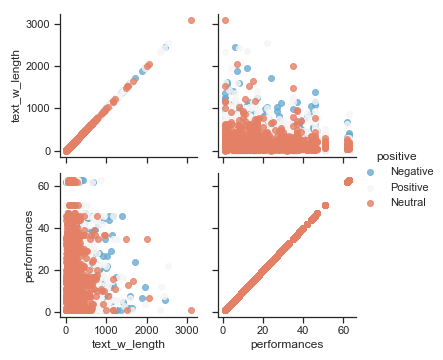 3000
2000
1000
0
text_w_length
positive
Negative
Positive
Neutral
60
40
20
0
performances
0 1000 2000 3000
text_w_length
0 20 40 60
performances